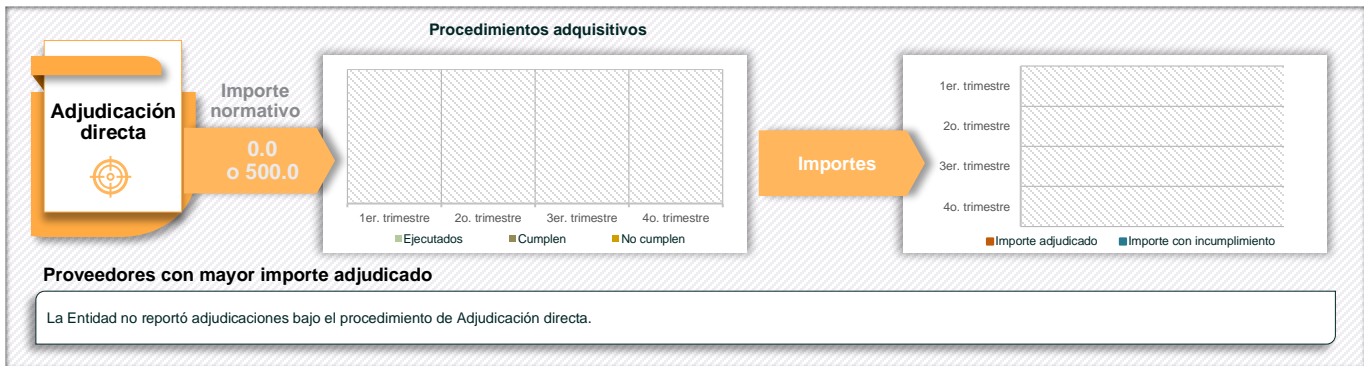 Procedimientos adquisitivos
Adjudicación
directa
Importe
normativo
0.0
o 500.0
1er. trimestre
2o. trimestre
3er. trimestre
4o. trimestre
Ejecutados
Cumplen
No cumplen
Importes
1er. trimestre
2o. trimestre
3er. trimestre
4o. trimestre
Importe adjudicado
Importe con incumplimiento
Proveedores con mayor importe adjudicado
La Entidad no reportó adjudicaciones bajo el procedimiento de Adjudicación directa.